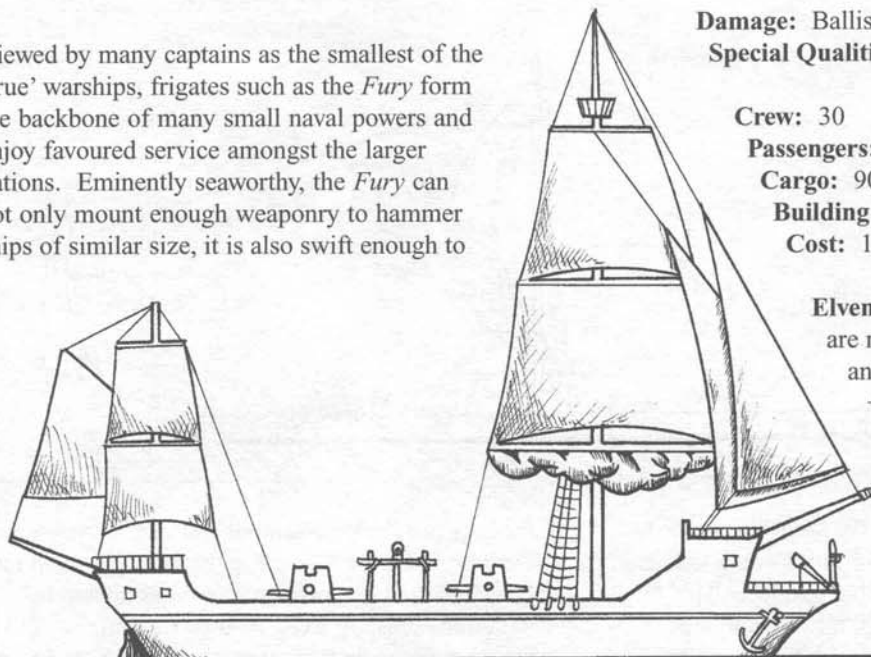 iewed by many captains as the smallest of the
rue' warships, frigates such as the Fury form
e backbone of many small naval powers and
njoy favoured service amongst the larger
ations. Eminently seaworthy, the Fury can
ot only mount enough weaponry to hammer
hips of similar size, it is also swift enough to
Damage: Ballis
Special Qualiti
Crew: 30
Passengers:
Cargo: 90
Building
Cost: 1
Elven
are
an